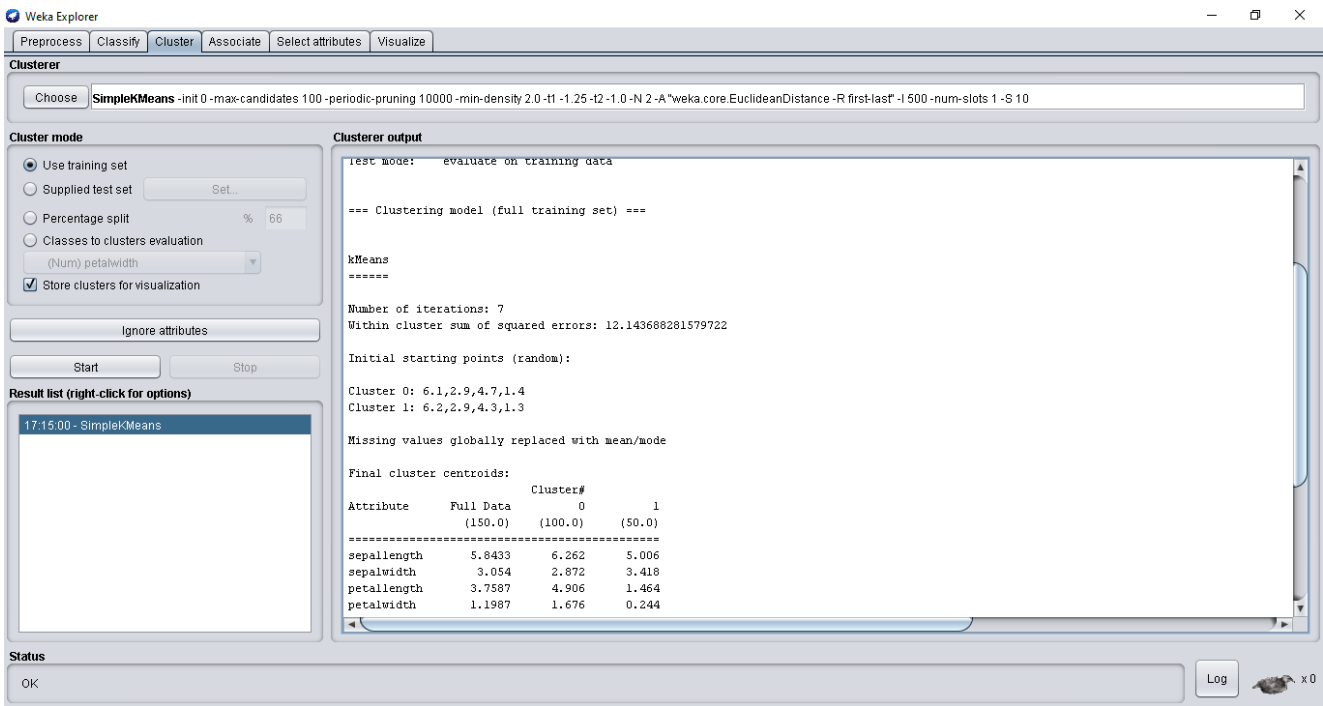 Weka Explorer
Preprocess Classify Cluster Associate Select attributes Visualize
Clusterer
Choose SimpleKMeans -init 0 -max-candidates 100 -periodic-pruning 10000 -min-density 2.0 -t1 -1.25 -t2 -1.0 -N 2 -A "weka.core.EuclideanDistance -R first-last" -I 500 -num-slots 1 -S 10
Cluster mode
Use training set
Supplied test set Set...
Percentage split % 66
Classes to clusters evaluation
(Num) petalwidth
Store clusters for visualization
Ignore attributes
Start Stop
Result list (right-click for options)
17:15:00 - SimpleKMeans
Clusterer output
Test mode: evaluate on training data
=== Clustering model (full training set) ===
kMeans
======
Number of iterations: 7
Within cluster sum of squared errors: 12.143688281579722
Initial starting points (random):
Cluster 0: 6.1,2.9,4.7,1.4
Cluster 1: 6.2,2.9,4.3,1.3
Missing values globally replaced with mean/mode
Final cluster centroids:
Cluster#
Attribute Full Data 0 1
(150.0) (100.0) (50.0)
==============================================
sepallength 5.8433 6.262 5.006
sepalwidth 3.054 2.872 3.418
petallength 3.7587 4.906 1.464
petalwidth 1.1987 1.676 0.244
Status
OK
Log x 0